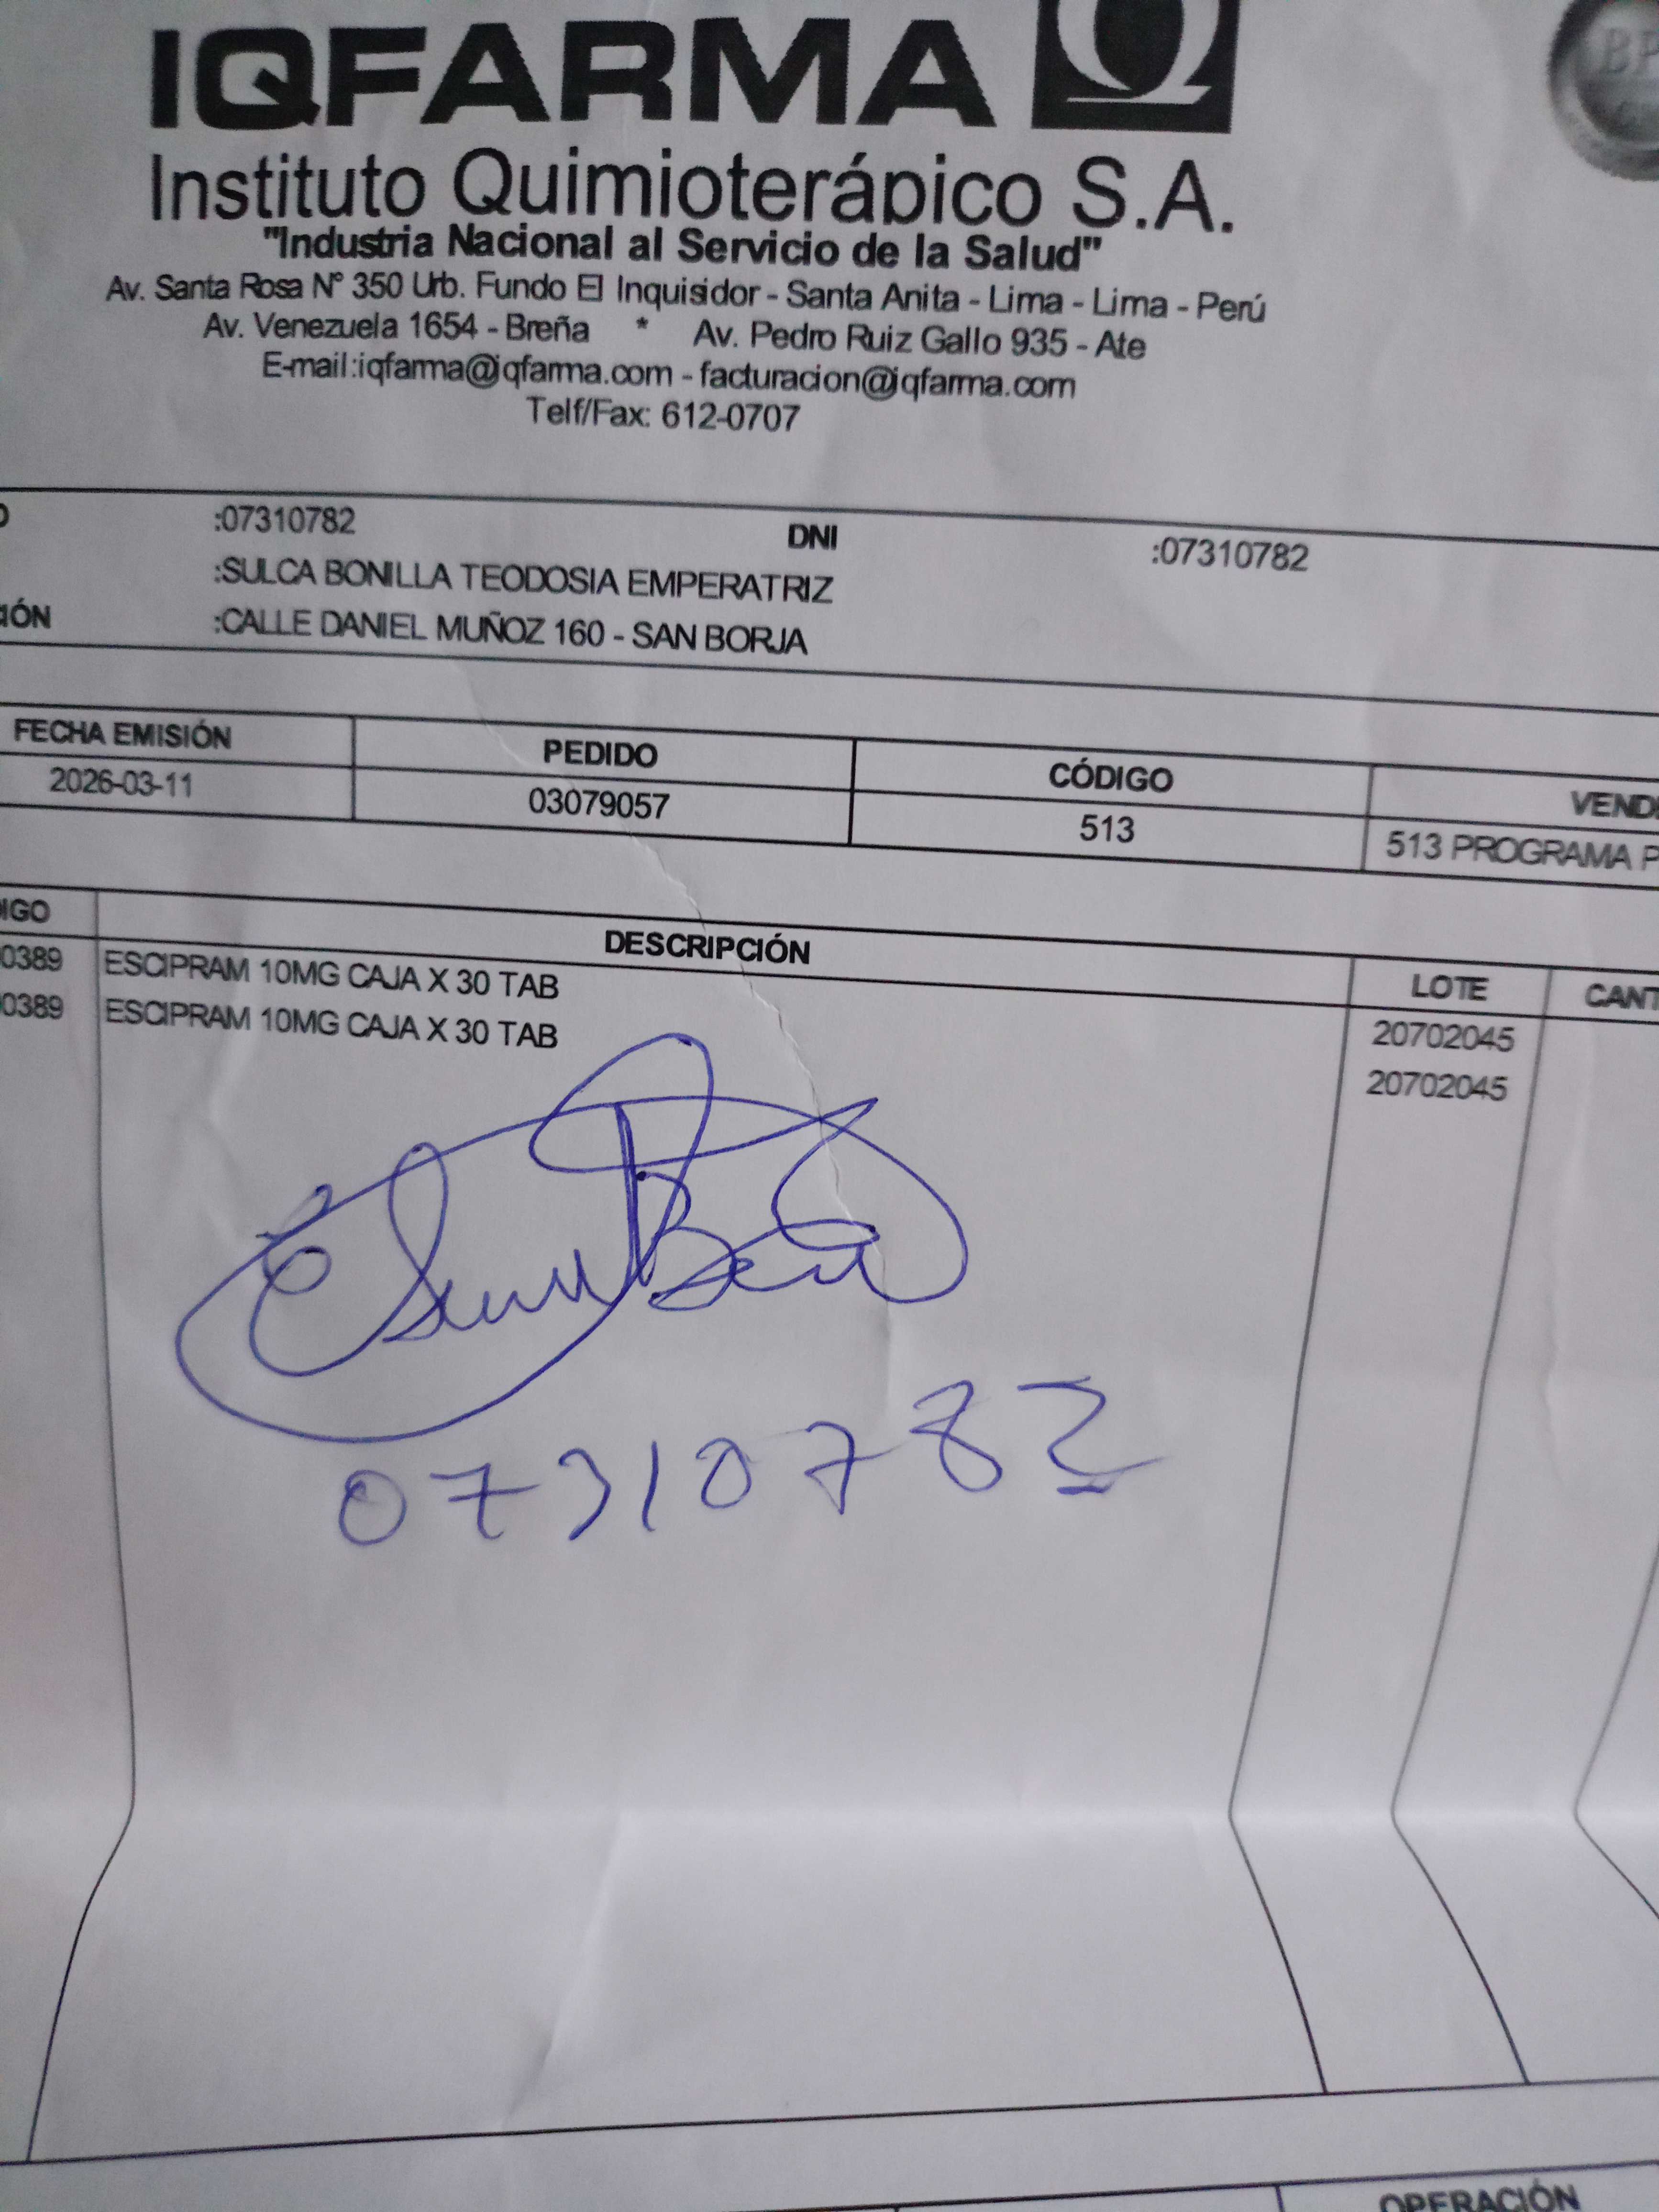 IQFARMA
Instituto Quimioterápico S.A.
"Industria Nacional al Servicio de la Salud"
Av. Santa Rosa N° 350 Urb. Fundo El Inquisidor - Santa Anita - Lima - Lima - Perú
Av. Venezuela 1654 - Breña * Av. Pedro Ruiz Gallo 935 - Ate
E-mail:iqfarma@iqfarma.com - facturacion@iqfarma.com
Telf/Fax: 612-0707
:07310782 DNI :07310782
:SULCA BONILLA TEODOSIA EMPERATRIZ
IÓN :CALLE DANIEL MUÑOZ 160 - SAN BORJA
FECHA EMISIÓN PEDIDO CÓDIGO VEND
2026-03-11 03079057 513 513 PROGRAMA P
IGO DESCRIPCIÓN LOTE CANT
0389 ESCIPRAM 10MG CAJA X 30 TAB 20702045
0389 ESCIPRAM 10MG CAJA X 30 TAB 20702045
07310782
OPERACIÓN